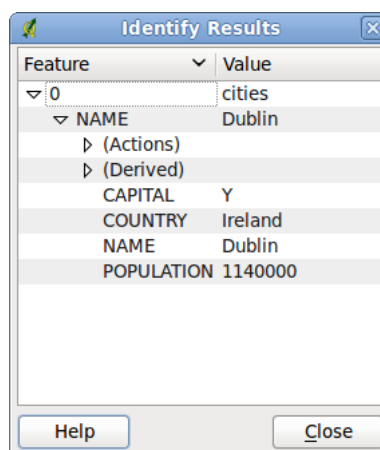 Identify Results
Feature Value
0 cities
NAME Dublin
(Actions)
(Derived)
CAPITAL Y
COUNTRY Ireland
NAME Dublin
POPULATION 1140000
Help Close